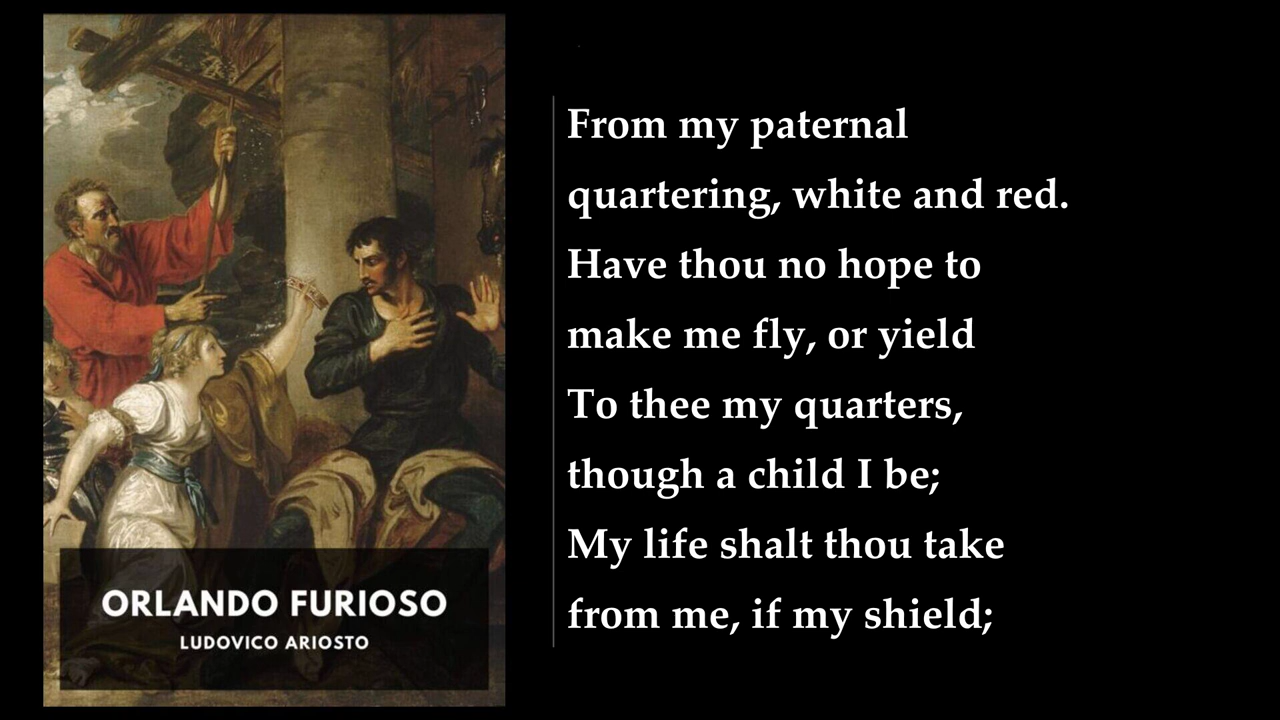 From my paternal
quartering, white and red.
Have thou no hope to
make me fly, or yield
To thee my quarters,
though a child I be;
My life shalt thou take
from me, if my shield;
ORLANDO FURIOSO
LUDOVICO ARIOSTO